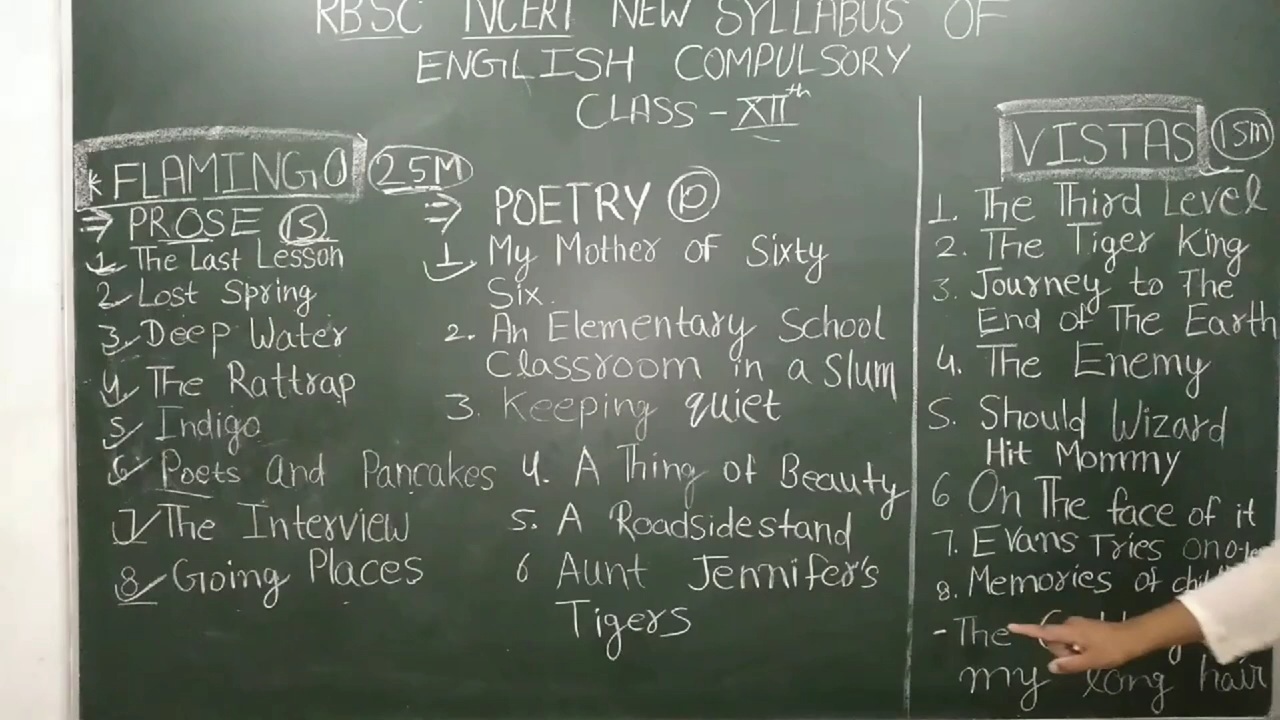 RBSC NCERT NEW SYLLABUS OF
ENGLISH COMPULSORY
CLASS - XIIth
* FLAMINGO 25M
⇒ PROSE 15
1. The Last Lesson
2 Lost Spring
3. Deep Water
4. The Rattrap
5. Indigo
6 Poets and Pancakes
7. The Interview
8. Going Places
⇒ POETRY 10
1. My Mother of Sixty
Six.
2. An Elementary School
Classroom in a Slum
3. Keeping quiet
4. A Thing of Beauty
5. A Roadsidestand
6 Aunt Jennifer's
Tigers
VISTAS 15m
1. The Third Level
2. The Tiger King
3. Journey to The
End of The Earth
4. The Enemy
5. Should Wizard
Hit Mommy
6 On The face of it
7. Evans Tries an
8. Memories of
- The
my long hair